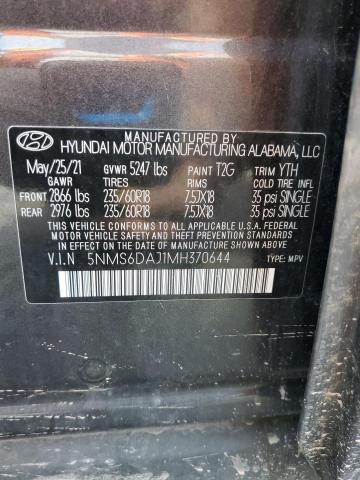 MANUFACTURED BY
HYUNDAI MOTOR MANUFACTURING ALABAMA, LLC
May/25/21 GVWR 5247 lbs PAINT T2G TRIM YTH
GAWR TIRES RIMS COLD TIRE INFL
FRONT 2866 lbs 235/60R18 7.5JX18 35 psi SINGLE
REAR 2976 lbs 235/60R18 7.5JX18 35 psi SINGLE
THIS VEHICLE CONFORMS TO ALL APPLICABLE U.S.A. FEDERAL
MOTOR VEHICLE SAFETY, BUMPER, AND THEFT PREVENTION
STANDARDS IN EFFECT ON THE DATE OF MANUFACTURE SHOWN ABOVE.
V.I.N 5NMS6DAJ1MH370644 TYPE: MPV